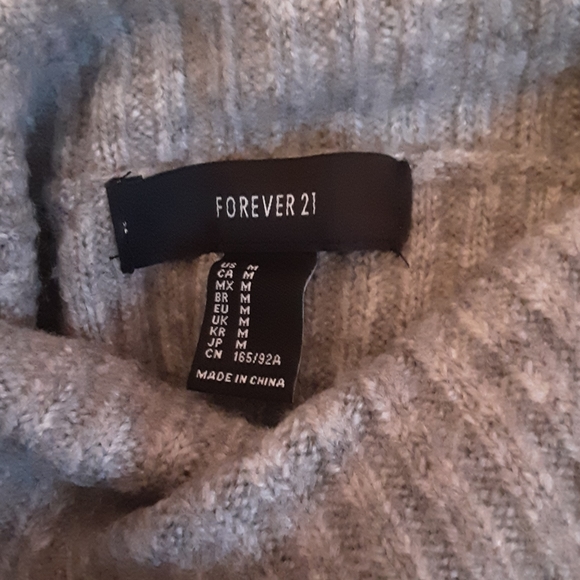 FOREVER 21
US M
CA M
MX M
BR M
EU M
UK M
KR M
JP M
CN 165/92A
MADE IN CHINA